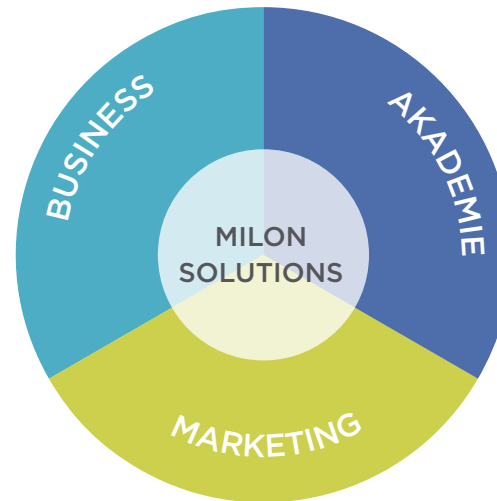 BUSINESS
AKADEMIE
MILON
SOLUTIONS
MARKETING